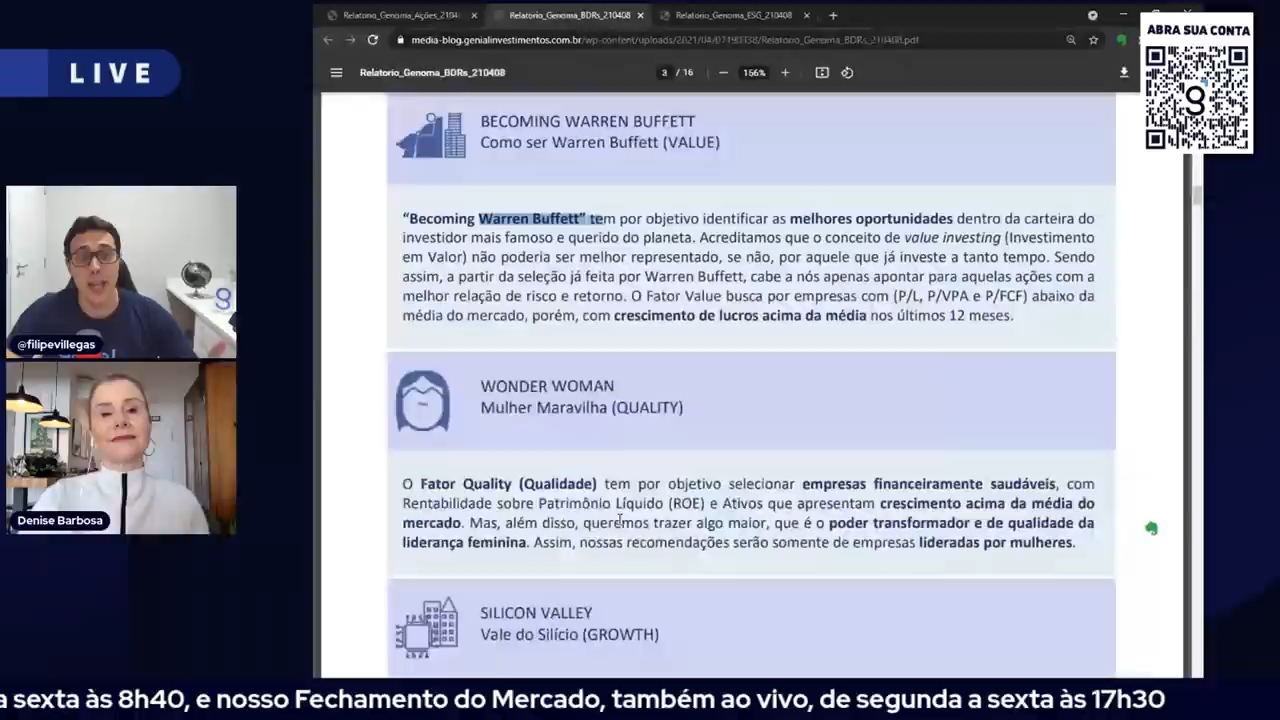 LIVE
Relatorio_Genoma_Ações_2104
Relatorio_Genoma_BDRs_210408
Relatorio_Genoma_ESG_210408
ABRA SUA CONTA
media-blog.genialinvestimentos.com.br/wp-content/uploads/2021/04/07190338/Relatorio_Genoma_BDRs_210408.pdf
Relatorio_Genoma_BDRs_210408
3 / 16
156%
BECOMING WARREN BUFFETT
Como ser Warren Buffett (VALUE)
“Becoming Warren Buffett” tem por objetivo identificar as melhores oportunidades dentro da carteira do
investidor mais famoso e querido do planeta. Acreditamos que o conceito de value investing (Investimento
em Valor) não poderia ser melhor representado, se não, por aquele que já investe a tanto tempo. Sendo
assim, a partir da seleção já feita por Warren Buffett, cabe a nós apenas apontar para aquelas ações com a
melhor relação de risco e retorno. O Fator Value busca por empresas com (P/L, P/VPA e P/FCF) abaixo da
média do mercado, porém, com crescimento de lucros acima da média nos últimos 12 meses.
@filipevillegas
WONDER WOMAN
Mulher Maravilha (QUALITY)
O Fator Quality (Qualidade) tem por objetivo selecionar empresas financeiramente saudáveis, com
Rentabilidade sobre Patrimônio Líquido (ROE) e Ativos que apresentam crescimento acima da média do
mercado. Mas, além disso, queremos trazer algo maior, que é o poder transformador e de qualidade da
liderança feminina. Assim, nossas recomendações serão somente de empresas lideradas por mulheres.
Denise Barbosa
SILICON VALLEY
Vale do Silício (GROWTH)
a sexta às 8h40, e nosso Fechamento do Mercado, também ao vivo, de segunda a sexta às 17h30